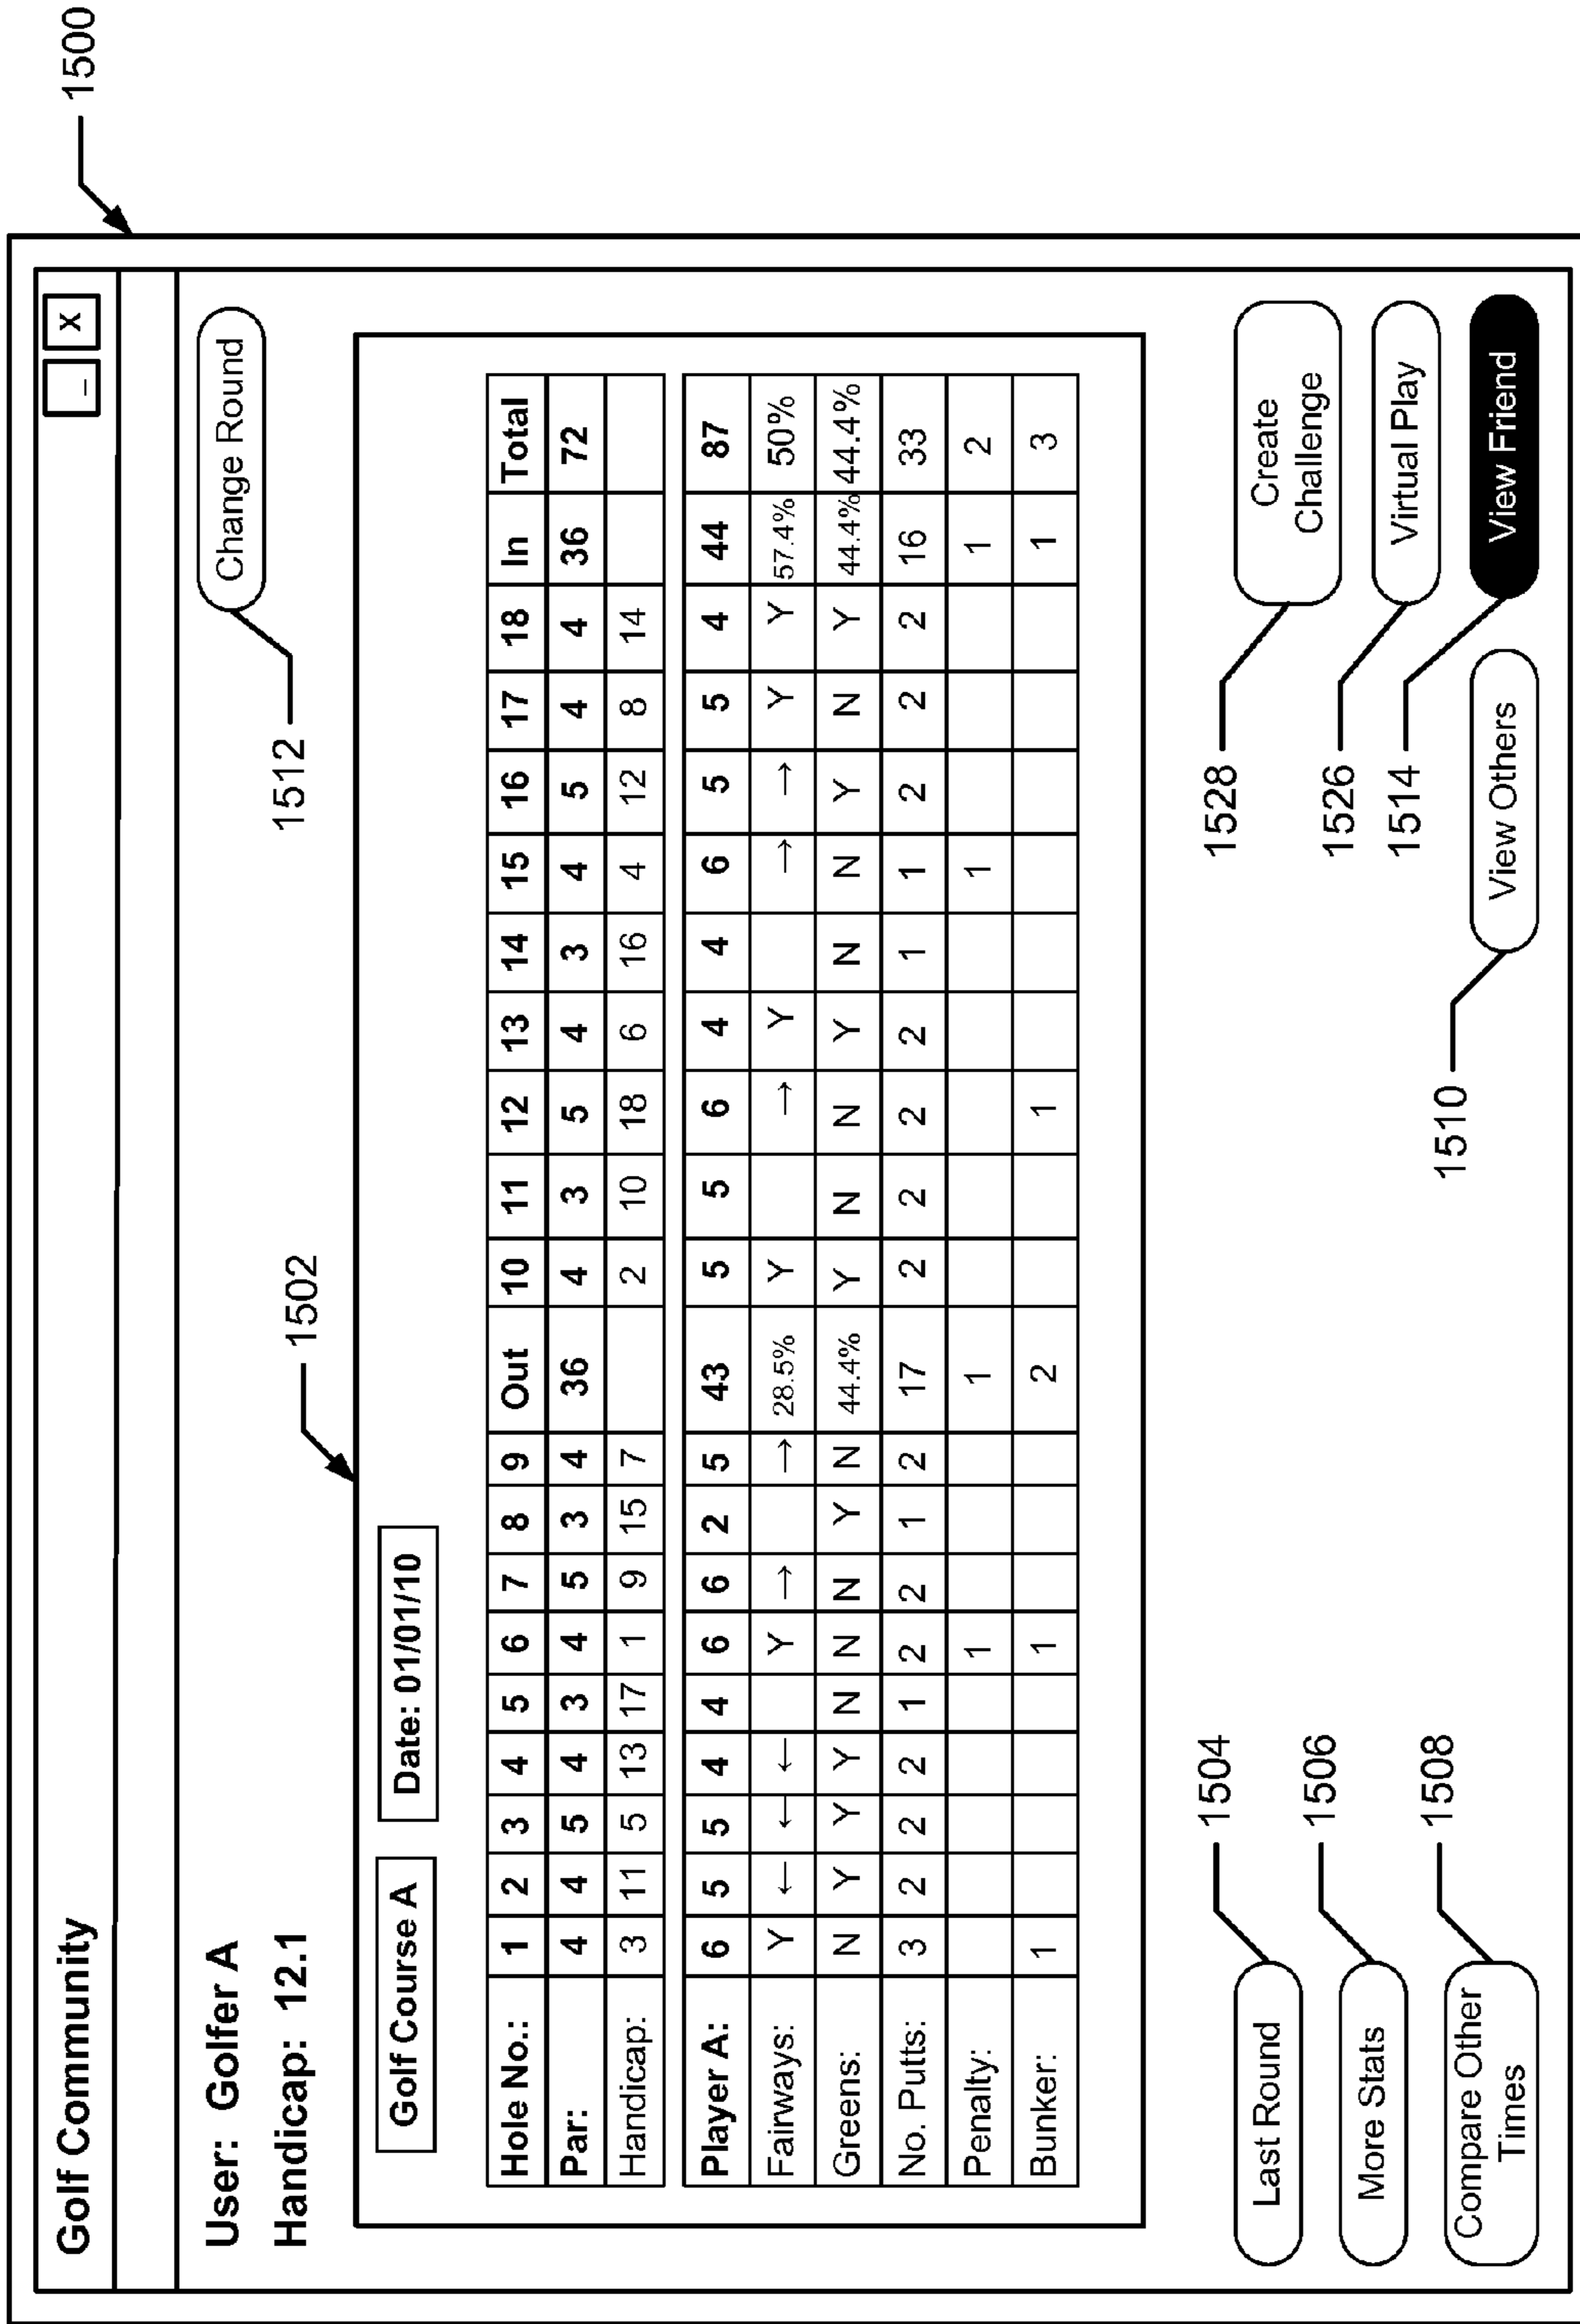 1500
Golf Community
_ X
User: Golfer A
Handicap: 12.1
Change Round
1512
1502
Golf Course A Date: 01/01/10
Hole No.: 1 2 3 4 5 6 7 8 9 Out 10 11 12 13 14 15 16 17 18 In Total
Par: 4 4 5 4 3 4 5 3 4 36 4 3 5 4 3 4 5 4 4 36 72
Handicap: 3 11 5 13 17 1 9 15 7 2 10 18 6 16 4 12 8 14
Player A: 6 5 5 4 4 6 6 2 5 43 5 5 6 4 4 6 5 5 4 44 87
Fairways: Y ← ← ← Y → → 28.5% Y → Y → → Y Y 57.4% 50%
Greens: N Y Y Y N N N Y N 44.4% Y N N Y N N Y N Y 44.4% 44.4%
No. Putts: 3 2 2 2 1 2 2 1 2 17 2 2 2 2 1 1 2 2 2 16 33
Penalty: 1 1 1 1 2
Bunker: 1 1 2 1 1 3
Last Round
1504
More Stats
1506
Compare Other
Times
1508
1528
Create
Challenge
1526
Virtual Play
1514
View Friend
1510
View Others